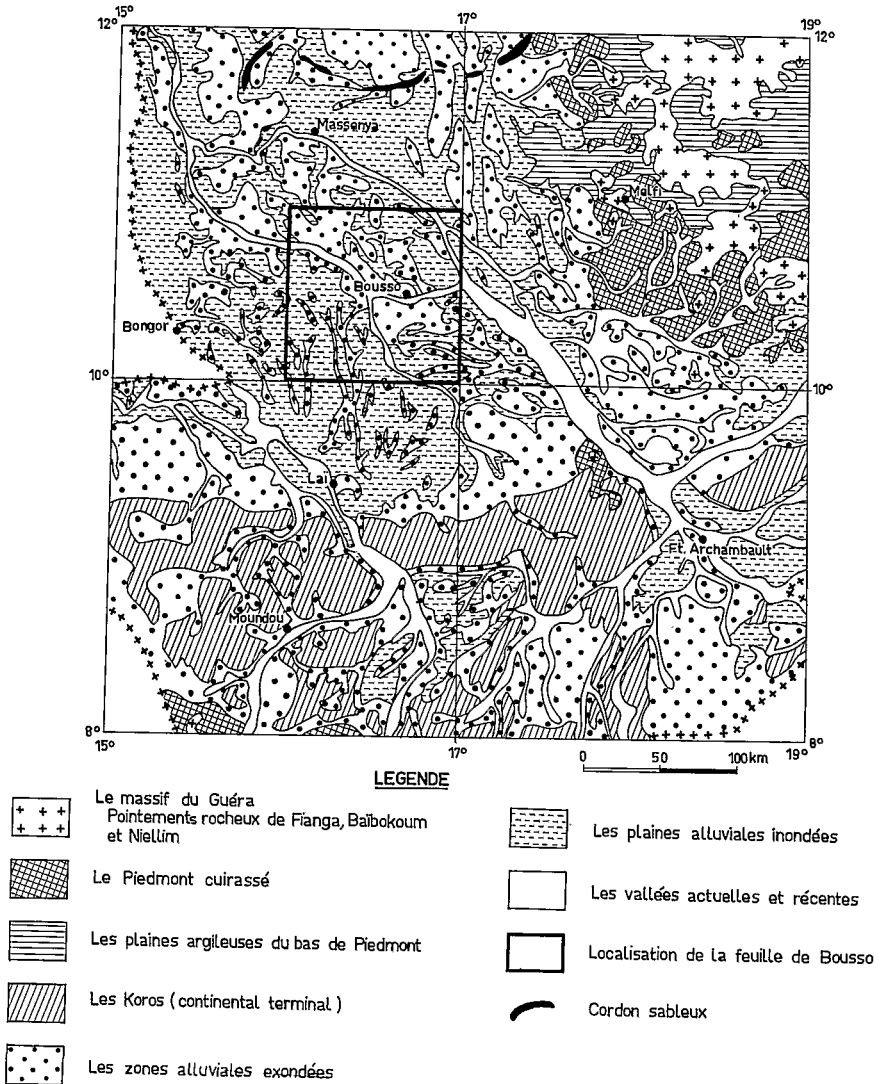 15°
12°
17°
19°
12°
Massenya
Melfi
Bousso
Bongor
10°
10°
Laï
Ft. Archambault
Moundou
8°
15°
17°
19°
8°
0 50 100 km
LEGENDE
Le massif du Guéra
Pointements rocheux de Fianga, Baïbokoum
et Niellim
Le Piedmont cuirassé
Les plaines argileuses du bas de Piedmont
Les Koros (continental terminal)
Les zones alluviales exondées
Les plaines alluviales inondées
Les vallées actuelles et récentes
Localisation de la feuille de Bousso
Cordon sableux